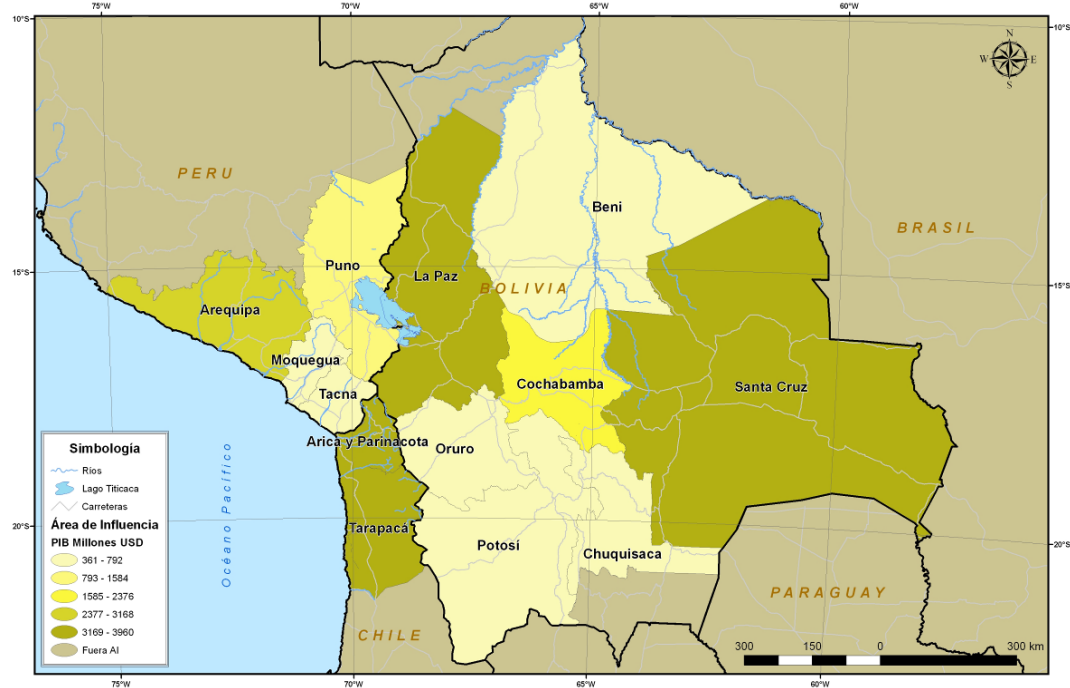 75°W 70°W 65°W 60°W
10°S 10°S
N
W E
S
PERU
BRASIL
Beni
Puno
La Paz
15°S 15°S
BOLIVIA
Arequipa
Moquegua
Cochabamba
Santa Cruz
Tacna
Arica y Parinacota
Oruro
Océano Pacífico
Tarapacá
20°S 20°S
Potosi
Chuquisaca
PARAGUAY
CHILE
Simbología
Ríos
Lago Titicaca
Carreteras
Área de Influencia
PIB Millones USD
361 - 792
793 - 1584
1585 - 2376
2377 - 3168
3169 - 3960
Fuera AI
300 150 0 300 km
75°W 70°W 65°W 60°W